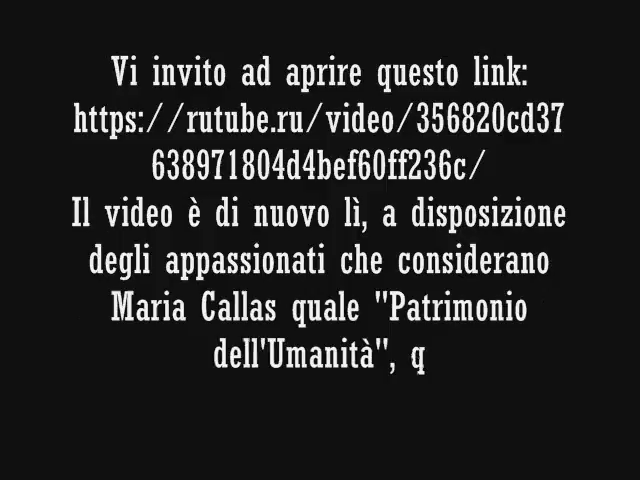 Vi invito ad aprire questo link:
https://rutube.ru/video/356820cd37
638971804d4bef60ff236c/
Il video è di nuovo lì, a disposizione
degli appassionati che considerano
Maria Callas quale "Patrimonio
dell'Umanità", q